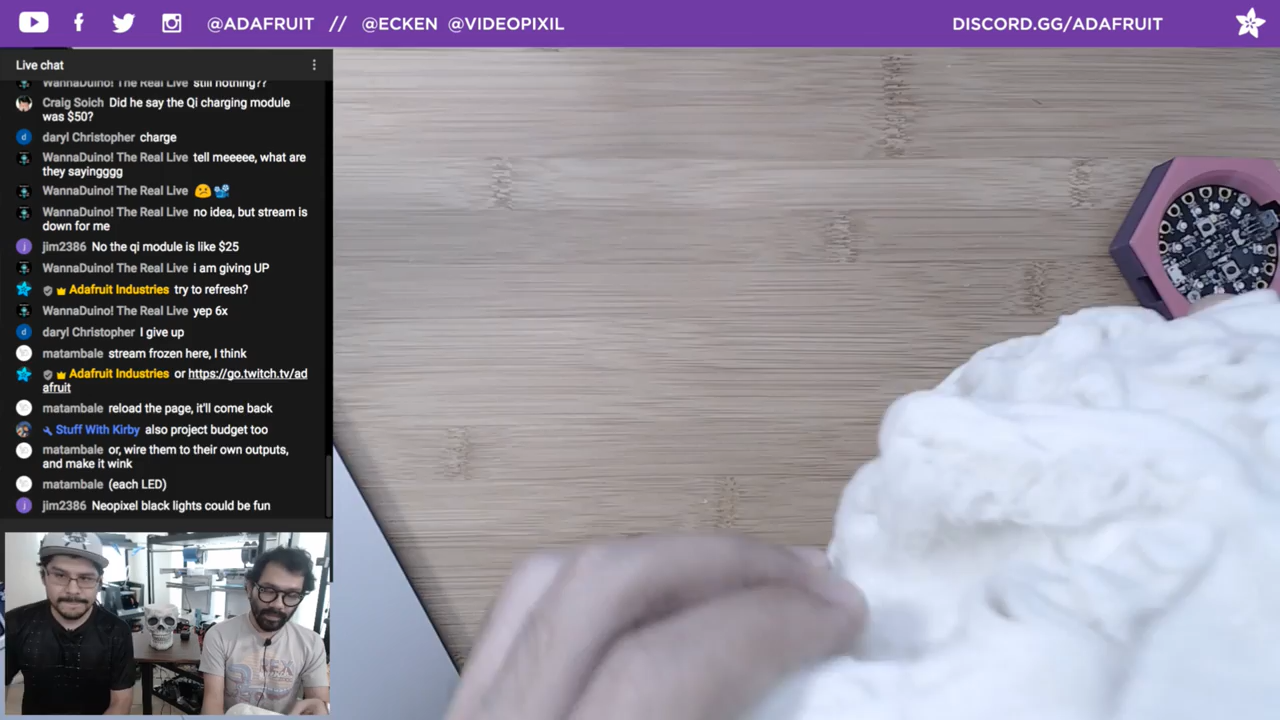 @ADAFRUIT // @ECKEN @VIDEOPIXIL
DISCORD.GG/ADAFRUIT
Live chat
WannaDuino! The Real Live still nothing??
Craig Soich Did he say the Qi charging module
was $50?
daryl Christopher charge
WannaDuino! The Real Live tell meeeee, what are
they sayingggg
WannaDuino! The Real Live
WannaDuino! The Real Live no idea, but stream is
down for me
jim2386 No the qi module is like $25
WannaDuino! The Real Live i am giving UP
Adafruit Industries try to refresh?
WannaDuino! The Real Live yep 6x
daryl Christopher I give up
matambale stream frozen here, I think
Adafruit Industries or https://go.twitch.tv/ad
afruit
matambale reload the page, it'll come back
Stuff With Kirby also project budget too
matambale or, wire them to their own outputs,
and make it wink
matambale (each LED)
jim2386 Neopixel black lights could be fun